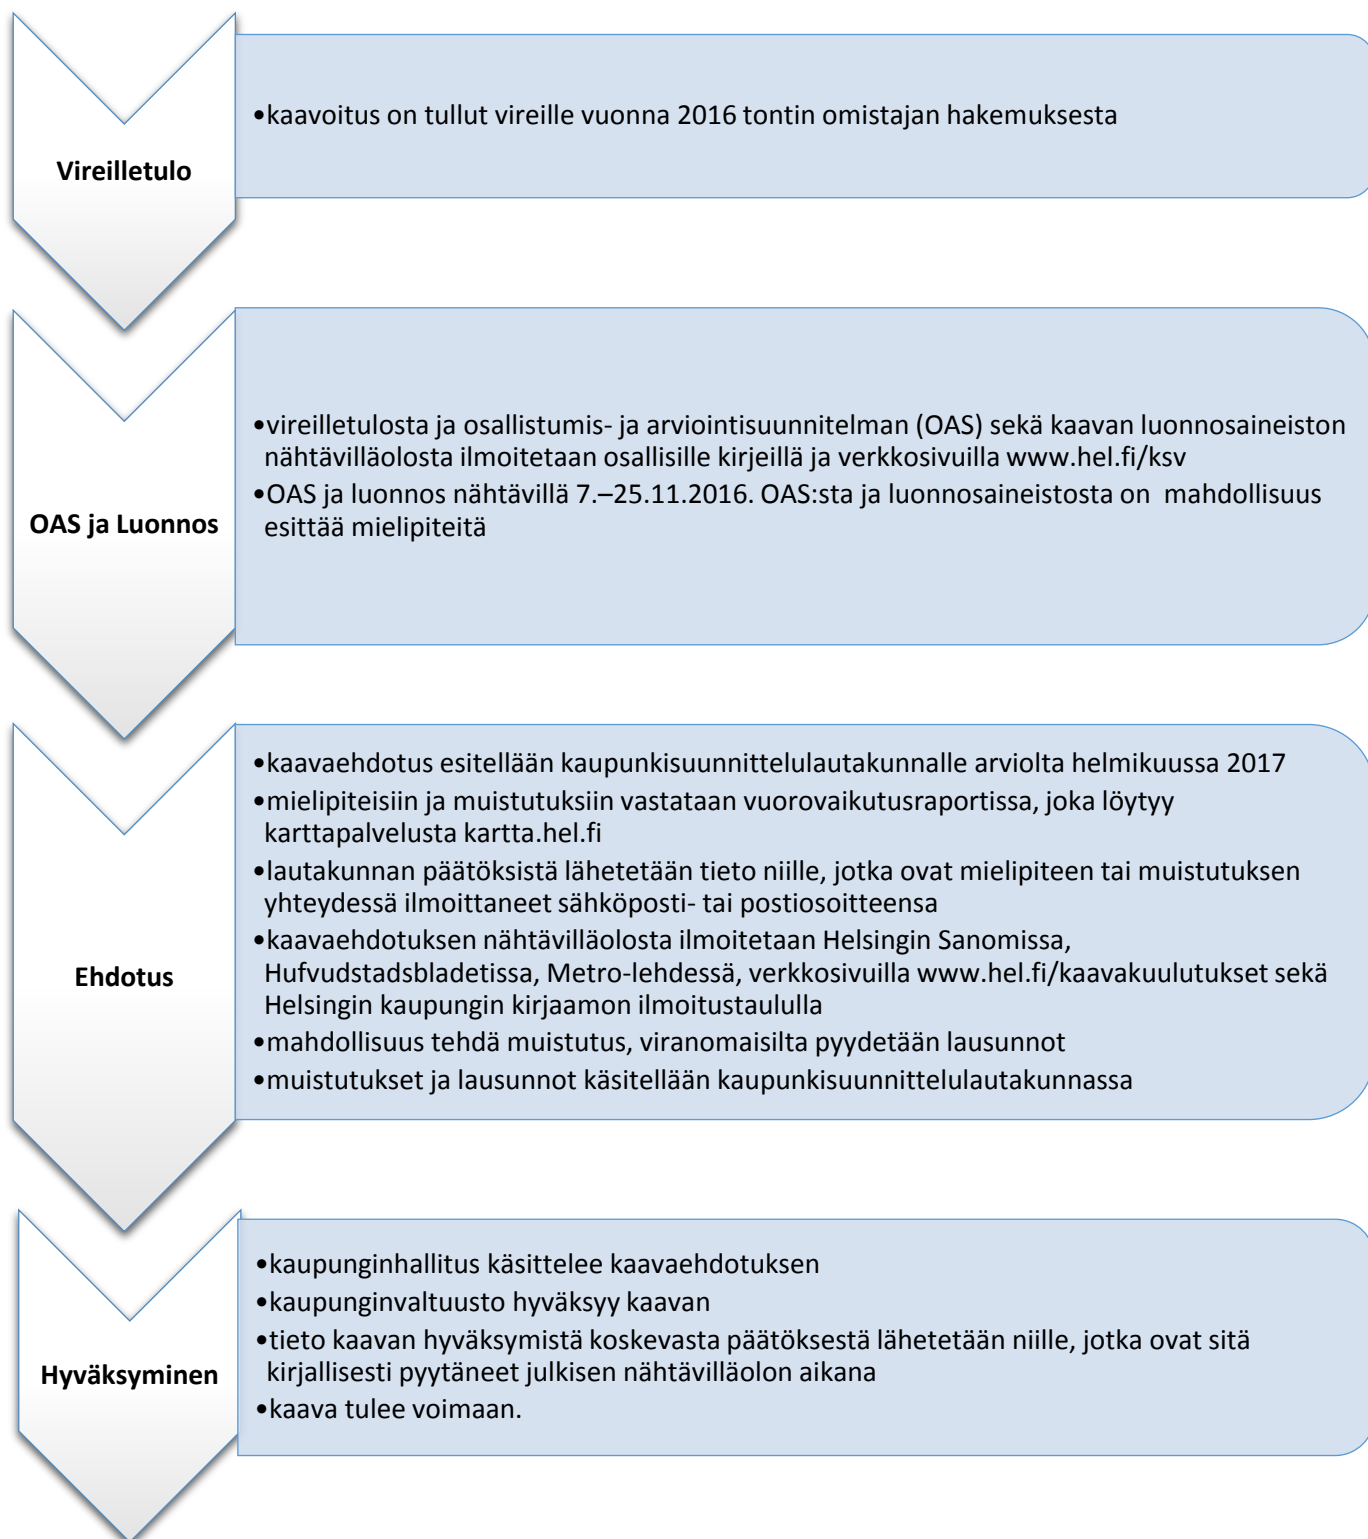 Vireilletulo
•kaavoitus on tullut vireille vuonna 2016 tontin omistajan hakemuksesta
OAS ja Luonnos
•vireilletulosta ja osallistumis- ja arviointisuunnitelman (OAS) sekä kaavan luonnosaineiston
nähtävilläolosta ilmoitetaan osallisille kirjeillä ja verkkosivuilla www.hel.fi/ksv
•OAS ja luonnos nähtävillä 7.–25.11.2016. OAS:sta ja luonnosaineistosta on  mahdollisuus
esittää mielipiteitä
Ehdotus
•kaavaehdotus esitellään kaupunkisuunnittelulautakunnalle arviolta helmikuussa 2017
•mielipiteisiin ja muistutuksiin vastataan vuorovaikutusraportissa, joka löytyy
karttapalvelusta kartta.hel.fi
•lautakunnan päätöksistä lähetetään tieto niille, jotka ovat mielipiteen tai muistutuksen
yhteydessä ilmoittaneet sähköposti- tai postiosoitteensa
•kaavaehdotuksen nähtävilläolosta ilmoitetaan Helsingin Sanomissa,
Hufvudstadsbladetissa, Metro-lehdessä, verkkosivuilla www.hel.fi/kaavakuulutukset sekä
Helsingin kaupungin kirjaamon ilmoitustaululla
•mahdollisuus tehdä muistutus, viranomaisilta pyydetään lausunnot
•muistutukset ja lausunnot käsitellään kaupunkisuunnittelulautakunnassa
Hyväksyminen
•kaupunginhallitus käsittelee kaavaehdotuksen
•kaupunginvaltuusto hyväksyy kaavan
•tieto kaavan hyväksymistä koskevasta päätöksestä lähetetään niille, jotka ovat sitä
kirjallisesti pyytäneet julkisen nähtävilläolon aikana
•kaava tulee voimaan.